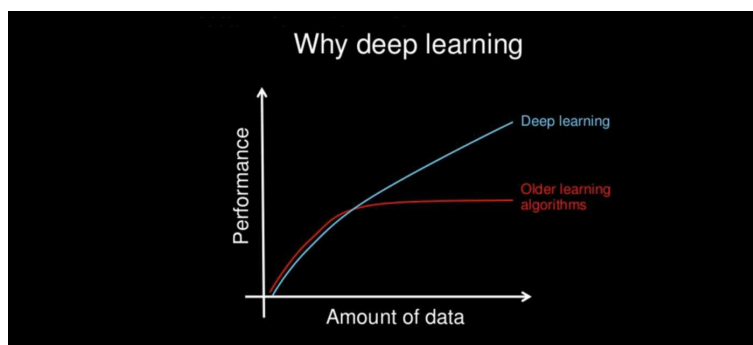 Why deep learning
Performance
Deep learning
Older learning
algorithms
Amount of data